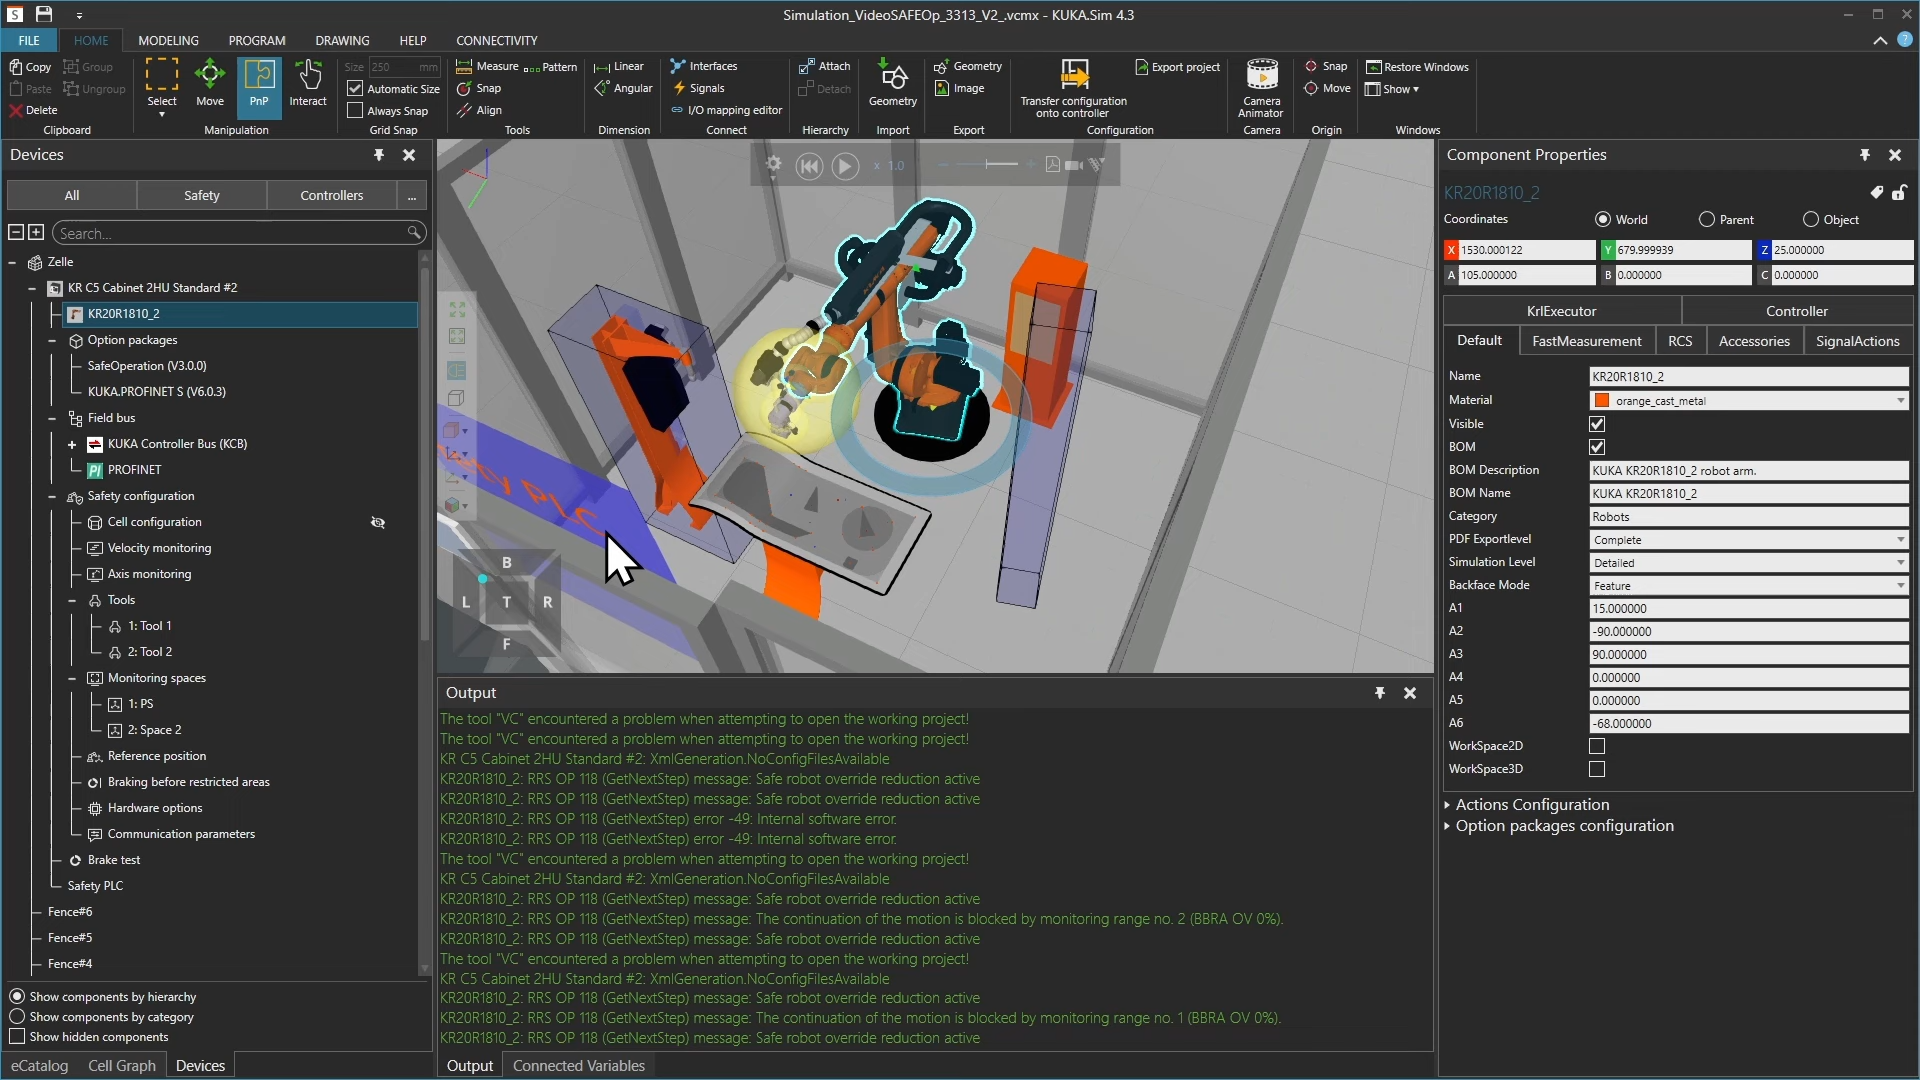 Simulation_VideoSAFEOp_3313_V2_.vcmx - KUKA.Sim 4.3
FILE HOME MODELING PROGRAM DRAWING HELP CONNECTIVITY
Copy Group
Paste Ungroup
Delete
Clipboard
Select Move PnP Interact
Manipulation
Size 250 mm
Automatic Size
Always Snap
Grid Snap
Measure Pattern
Snap
Align
Tools
Linear
Angular
Dimension
Interfaces
Signals
I/O mapping editor
Connect
Attach
Detach
Hierarchy
Geometry
Import
Geometry
Image
Export
Transfer configuration
onto controller
Export project
Configuration
Camera
Animator
Camera
Snap
Move
Origin
Restore Windows
Show
Windows
Devices
All Safety Controllers ...
Search...
Zelle
KR C5 Cabinet 2HU Standard #2
KR20R1810_2
Option packages
SafeOperation (V3.0.0)
KUKA.PROFINET S (V6.0.3)
Field bus
KUKA Controller Bus (KCB)
PROFINET
Safety configuration
Cell configuration
Velocity monitoring
Axis monitoring
Tools
1: Tool 1
2: Tool 2
Monitoring spaces
1: PS
2: Space 2
Reference position
Braking before restricted areas
Hardware options
Communication parameters
Brake test
Safety PLC
Fence#6
Fence#5
Fence#4
Show components by hierarchy
Show components by category
Show hidden components
eCatalog Cell Graph Devices
x 1.0
PLC
B
L T R
F
Output
The tool "VC" encountered a problem when attempting to open the working project!
The tool "VC" encountered a problem when attempting to open the working project!
KR C5 Cabinet 2HU Standard #2: XmlGeneration.NoConfigFilesAvailable
KR20R1810_2: RRS OP 118 (GetNextStep) message: Safe robot override reduction active
KR20R1810_2: RRS OP 118 (GetNextStep) message: Safe robot override reduction active
KR20R1810_2: RRS OP 118 (GetNextStep) error -49: Internal software error.
KR20R1810_2: RRS OP 118 (GetNextStep) error -49: Internal software error.
The tool "VC" encountered a problem when attempting to open the working project!
KR C5 Cabinet 2HU Standard #2: XmlGeneration.NoConfigFilesAvailable
KR20R1810_2: RRS OP 118 (GetNextStep) message: Safe robot override reduction active
KR20R1810_2: RRS OP 118 (GetNextStep) message: The continuation of the motion is blocked by monitoring range no. 2 (BBRA OV 0%).
KR20R1810_2: RRS OP 118 (GetNextStep) message: Safe robot override reduction active
The tool "VC" encountered a problem when attempting to open the working project!
KR C5 Cabinet 2HU Standard #2: XmlGeneration.NoConfigFilesAvailable
KR20R1810_2: RRS OP 118 (GetNextStep) message: Safe robot override reduction active
KR20R1810_2: RRS OP 118 (GetNextStep) message: The continuation of the motion is blocked by monitoring range no. 1 (BBRA OV 0%).
KR20R1810_2: RRS OP 118 (GetNextStep) message: Safe robot override reduction active
Output Connected Variables
Component Properties
KR20R1810_2
Coordinates World Parent Object
X 1530.000122 Y 679.999939 Z 25.000000
A 105.000000 B 0.000000 C 0.000000
KrlExecutor Controller
Default FastMeasurement RCS Accessories SignalActions
Name KR20R1810_2
Material orange_cast_metal
Visible
BOM
BOM Description KUKA KR20R1810_2 robot arm.
BOM Name KUKA KR20R1810_2
Category Robots
PDF Exportlevel Complete
Simulation Level Detailed
Backface Mode Feature
A1 15.000000
A2 -90.000000
A3 90.000000
A4 0.000000
A5 0.000000
A6 -68.000000
WorkSpace2D
WorkSpace3D
Actions Configuration
Option packages configuration